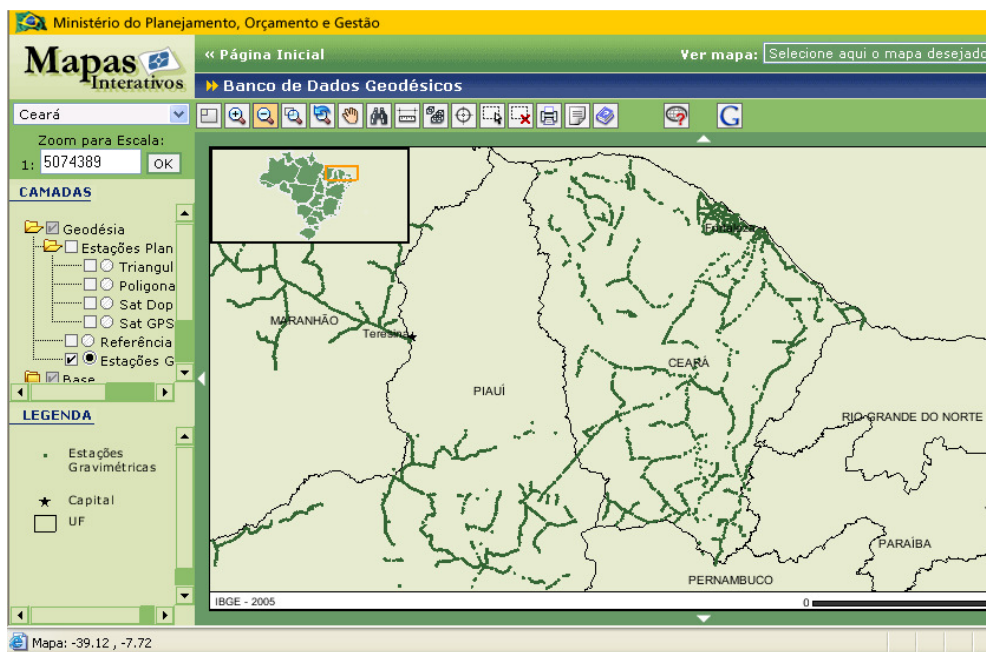 Ministério do Planejamento, Orçamento e Gestão
Mapas
Interativos
« Página Inicial
Ver mapa: Selecione aqui o mapa desejado
Banco de Dados Geodésicos
Ceará
Zoom para Escala:
1: 5074389 OK
CAMADAS
Geodésia
Estações Plan
Triangul
Poligona
Sat Dop
Sat GPS
Referência
Estações G
Base
LEGENDA
Estações
Gravimétricas
Capital
UF
G
Fortaleza
MARANHÃO
Teresina
CEARÁ
PIAUÍ
RIO GRANDE DO NORTE
PARAÍBA
PERNAMBUCO
IBGE - 2005
0
Mapa: -39.12 , -7.72